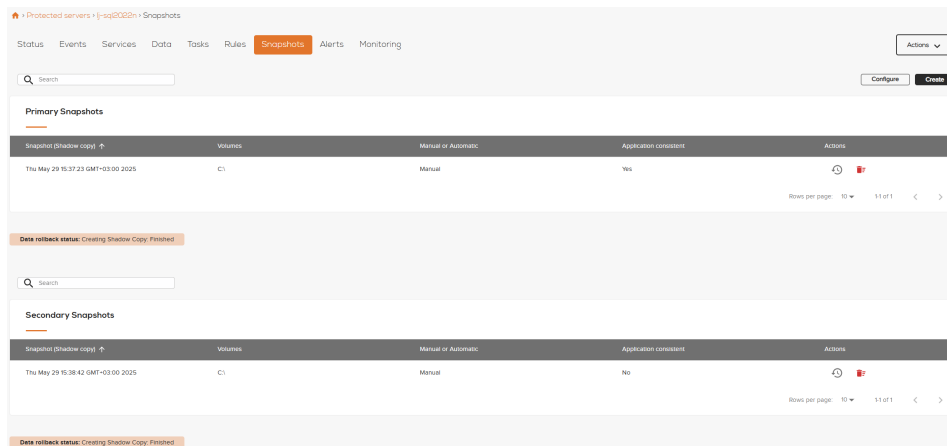 › Protected servers › lj-sql2022n › Snapshots
Status Events Services Data Tasks Rules Snapshots Alerts Monitoring Actions
Search Configure Create
Primary Snapshots
Snapshot (Shadow copy) ↑ Volumes Manual or Automatic Application consistent Actions
Thu May 29 15:37:23 GMT+03:00 2025 C:\ Manual Yes
Rows per page: 10 1-1 of 1
Data rollback status: Creating Shadow Copy: Finished
Search
Secondary Snapshots
Snapshot (Shadow copy) ↑ Volumes Manual or Automatic Application consistent Actions
Thu May 29 15:38:42 GMT+03:00 2025 C:\ Manual No
Rows per page: 10 1-1 of 1
Data rollback status: Creating Shadow Copy: Finished